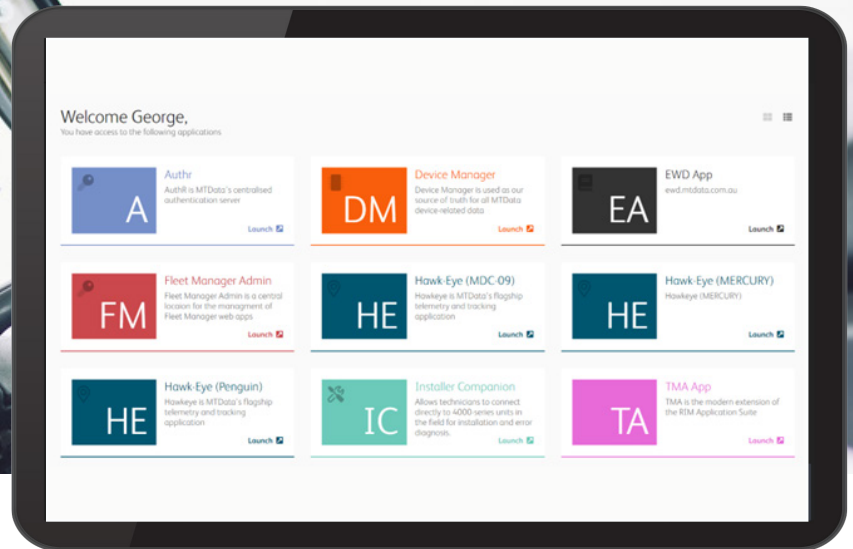 Welcome George,
You have access to the following applications
A
Authr
AuthR is MTData's centralised
authentication server
Launch
DM
Device Manager
Device Manager is used as our
source of truth for all MTData
device-related data
Launch
EA
EWD App
ewd.mtdata.com.au
Launch
FM
Fleet Manager Admin
Fleet Manager Admin is a central
locaion for the managment of
Fleet Manager web apps
Launch
HE
Hawk-Eye (MDC-09)
Hawkeye is MTData's flagship
telemetry and tracking
application
Launch
HE
Hawk-Eye (MERCURY)
Hawkeye (MERCURY)
Launch
HE
Hawk-Eye (Penguin)
Hawkeye is MTData's flagship
telemetry and tracking
application
Launch
IC
Installer Companion
Allows technicians to connect
directly to 4000-series units in
the field for installation and error
diagnosis.
Launch
TA
TMA App
TMA is the modern extension of
the RIM Application Suite
Launch